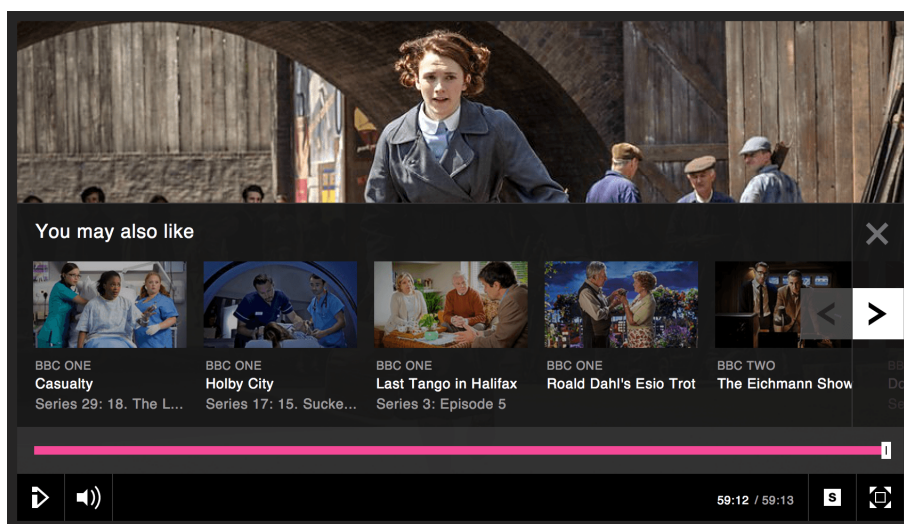 You may also like
BBC ONE
Casualty
Series 29: 18. The L...
BBC ONE
Holby City
Series 17: 15. Sucke...
BBC ONE
Last Tango in Halifax
Series 3: Episode 5
BBC ONE
Roald Dahl's Esio Trot
BBC TWO
The Eichmann Show
59:12 / 59:13
S